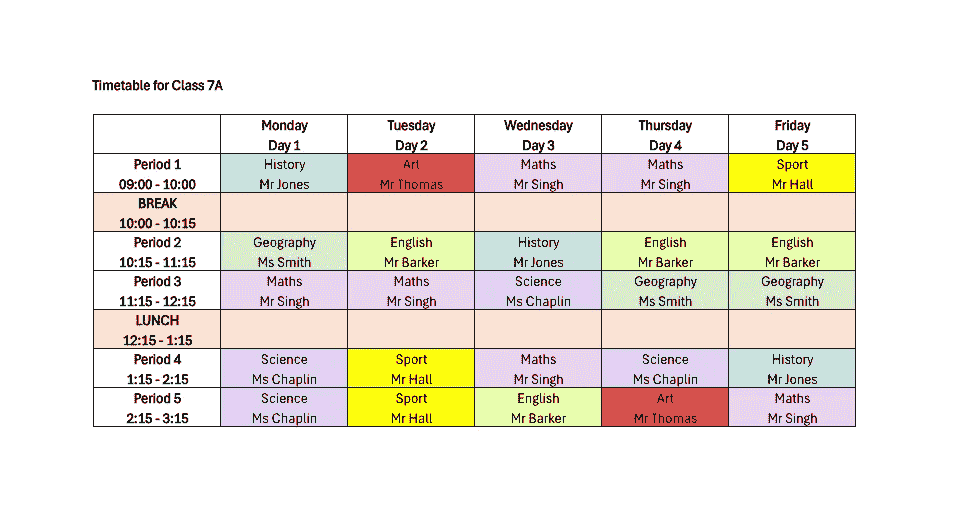 Timetable for Class 7A
Monday Tuesday Wednesday Thursday Friday
Day 1 Day 2 Day 3 Day 4 Day 5
Period 1 History Art Maths Maths Sport
09:00 - 10:00 Mr Jones Mr Thomas Mr Singh Mr Singh Mr Hall
BREAK
10:00 - 10:15
Period 2 Geography English History English English
10:15 - 11:15 Ms Smith Mr Barker Mr Jones Mr Barker Mr Barker
Period 3 Maths Maths Science Geography Geography
11:15 - 12:15 Mr Singh Mr Singh Ms Chaplin Ms Smith Ms Smith
LUNCH
12:15 - 1:15
Period 4 Science Sport Maths Science History
1:15 - 2:15 Ms Chaplin Mr Hall Mr Singh Ms Chaplin Mr Jones
Period 5 Science Sport English Art Maths
2:15 - 3:15 Ms Chaplin Mr Hall Mr Barker Mr Thomas Mr Singh